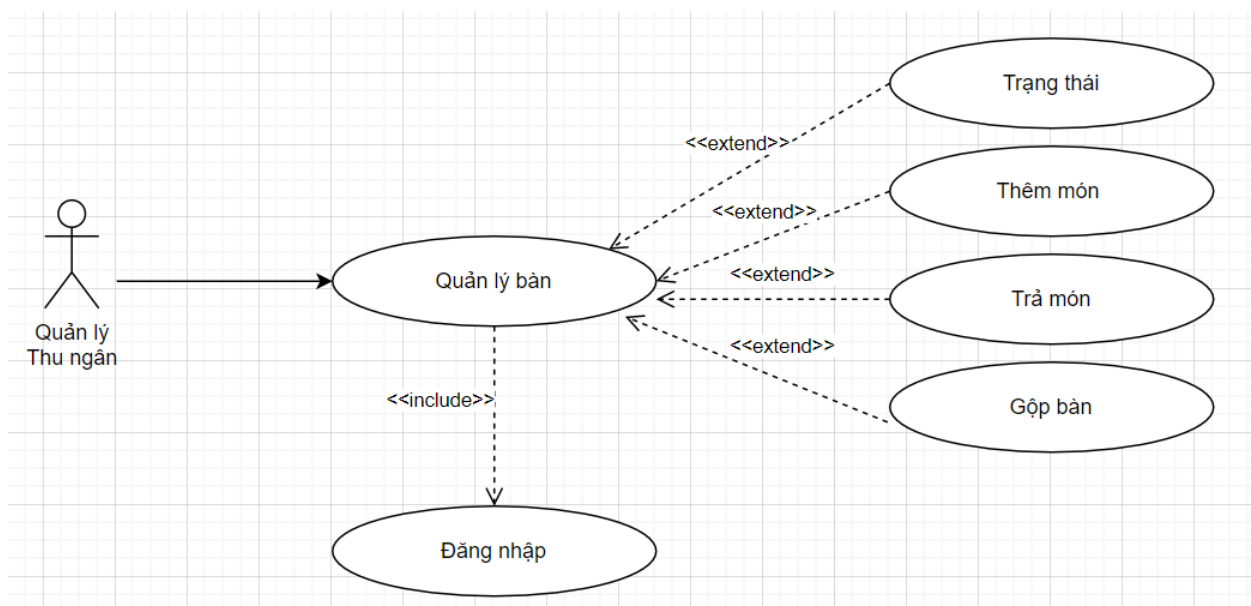 Trạng thái
<<extend>>
Thêm món
<<extend>>
<<extend>>
Quản lý bàn
Trả món
Quản lý
Thu ngân
<<extend>>
<<include>>
Gộp bàn
Đăng nhập